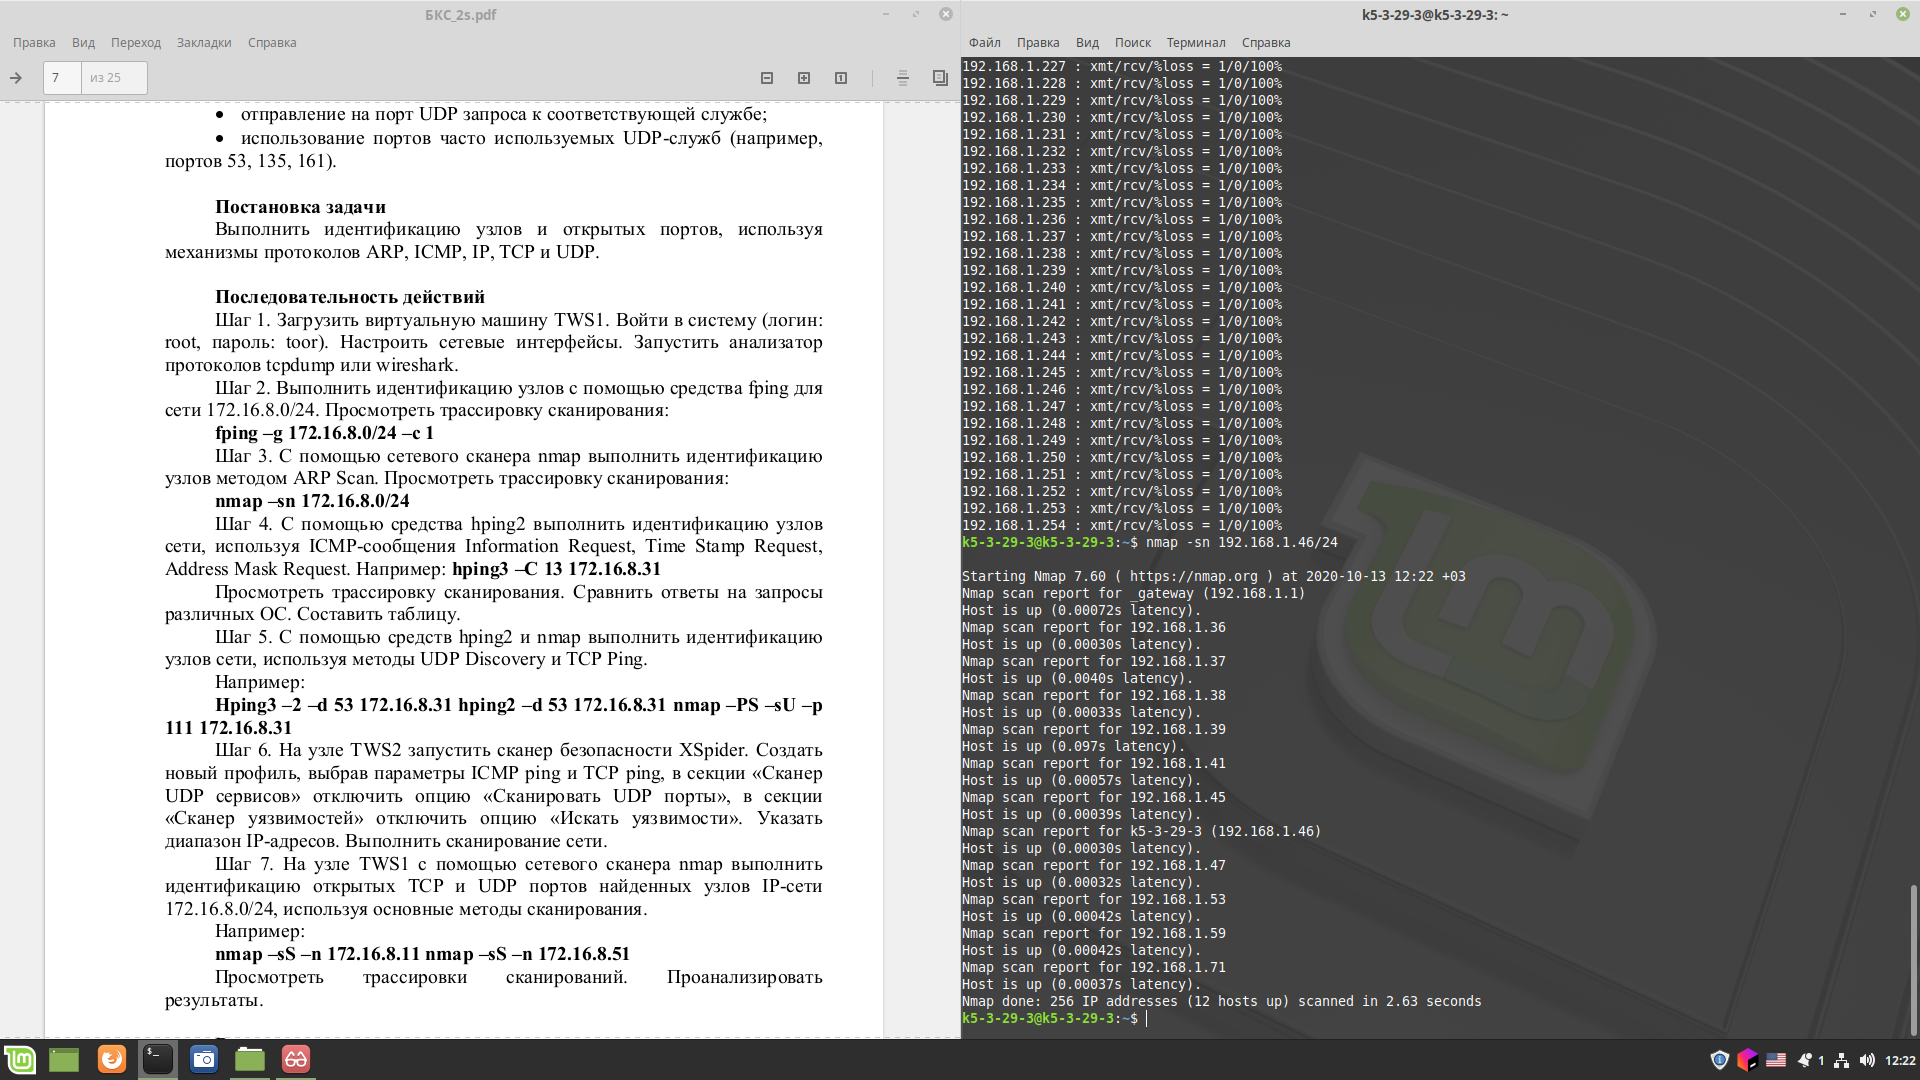 БКС_2s.pdf
Правка Вид Переход Закладки Справка
7 из 25
• отправление на порт UDP запроса к соответствующей службе;
• использование портов часто используемых UDP-служб (например,
портов 53, 135, 161).
Постановка задачи
Выполнить идентификацию узлов и открытых портов, используя
механизмы протоколов ARP, ICMP, IP, TCP и UDP.
Последовательность действий
Шаг 1. Загрузить виртуальную машину TWS1. Войти в систему (логин:
root, пароль: toor). Настроить сетевые интерфейсы. Запустить анализатор
протоколов tcpdump или wireshark.
Шаг 2. Выполнить идентификацию узлов с помощью средства fping для
сети 172.16.8.0/24. Просмотреть трассировку сканирования:
fping –g 172.16.8.0/24 –c 1
Шаг 3. С помощью сетевого сканера nmap выполнить идентификацию
узлов методом ARP Scan. Просмотреть трассировку сканирования:
nmap –sn 172.16.8.0/24
Шаг 4. С помощью средства hping2 выполнить идентификацию узлов
сети, используя ICMP-сообщения Information Request, Time Stamp Request,
Address Mask Request. Например: hping3 –C 13 172.16.8.31
Просмотреть трассировку сканирования. Сравнить ответы на запросы
различных ОС. Составить таблицу.
Шаг 5. С помощью средств hping2 и nmap выполнить идентификацию
узлов сети, используя методы UDP Discovery и TCP Ping.
Например:
Hping3 –2 –d 53 172.16.8.31 hping2 –d 53 172.16.8.31 nmap –PS –sU –p
111 172.16.8.31
Шаг 6. На узле TWS2 запустить сканер безопасности XSpider. Создать
новый профиль, выбрав параметры ICMP ping и TCP ping, в секции «Сканер
UDP сервисов» отключить опцию «Сканировать UDP порты», в секции
«Сканер уязвимостей» отключить опцию «Искать уязвимости». Указать
диапазон IP-адресов. Выполнить сканирование сети.
Шаг 7. На узле TWS1 с помощью сетевого сканера nmap выполнить
идентификацию открытых TCP и UDP портов найденных узлов IP-сети
172.16.8.0/24, используя основные методы сканирования.
Например:
nmap –sS –n 172.16.8.11 nmap –sS –n 172.16.8.51
Просмотреть трассировки сканирований. Проанализировать
результаты.
k5-3-29-3@k5-3-29-3: ~
Файл Правка Вид Поиск Терминал Справка
192.168.1.227 : xmt/rcv/%loss = 1/0/100%
192.168.1.228 : xmt/rcv/%loss = 1/0/100%
192.168.1.229 : xmt/rcv/%loss = 1/0/100%
192.168.1.230 : xmt/rcv/%loss = 1/0/100%
192.168.1.231 : xmt/rcv/%loss = 1/0/100%
192.168.1.232 : xmt/rcv/%loss = 1/0/100%
192.168.1.233 : xmt/rcv/%loss = 1/0/100%
192.168.1.234 : xmt/rcv/%loss = 1/0/100%
192.168.1.235 : xmt/rcv/%loss = 1/0/100%
192.168.1.236 : xmt/rcv/%loss = 1/0/100%
192.168.1.237 : xmt/rcv/%loss = 1/0/100%
192.168.1.238 : xmt/rcv/%loss = 1/0/100%
192.168.1.239 : xmt/rcv/%loss = 1/0/100%
192.168.1.240 : xmt/rcv/%loss = 1/0/100%
192.168.1.241 : xmt/rcv/%loss = 1/0/100%
192.168.1.242 : xmt/rcv/%loss = 1/0/100%
192.168.1.243 : xmt/rcv/%loss = 1/0/100%
192.168.1.244 : xmt/rcv/%loss = 1/0/100%
192.168.1.245 : xmt/rcv/%loss = 1/0/100%
192.168.1.246 : xmt/rcv/%loss = 1/0/100%
192.168.1.247 : xmt/rcv/%loss = 1/0/100%
192.168.1.248 : xmt/rcv/%loss = 1/0/100%
192.168.1.249 : xmt/rcv/%loss = 1/0/100%
192.168.1.250 : xmt/rcv/%loss = 1/0/100%
192.168.1.251 : xmt/rcv/%loss = 1/0/100%
192.168.1.252 : xmt/rcv/%loss = 1/0/100%
192.168.1.253 : xmt/rcv/%loss = 1/0/100%
192.168.1.254 : xmt/rcv/%loss = 1/0/100%
k5-3-29-3@k5-3-29-3:~$ nmap -sn 192.168.1.46/24
Starting Nmap 7.60 ( https://nmap.org ) at 2020-10-13 12:22 +03
Nmap scan report for _gateway (192.168.1.1)
Host is up (0.00072s latency).
Nmap scan report for 192.168.1.36
Host is up (0.00030s latency).
Nmap scan report for 192.168.1.37
Host is up (0.0040s latency).
Nmap scan report for 192.168.1.38
Host is up (0.00033s latency).
Nmap scan report for 192.168.1.39
Host is up (0.097s latency).
Nmap scan report for 192.168.1.41
Host is up (0.00057s latency).
Nmap scan report for 192.168.1.45
Host is up (0.00039s latency).
Nmap scan report for k5-3-29-3 (192.168.1.46)
Host is up (0.00030s latency).
Nmap scan report for 192.168.1.47
Host is up (0.00032s latency).
Nmap scan report for 192.168.1.53
Host is up (0.00042s latency).
Nmap scan report for 192.168.1.59
Host is up (0.00042s latency).
Nmap scan report for 192.168.1.71
Host is up (0.00037s latency).
Nmap done: 256 IP addresses (12 hosts up) scanned in 2.63 seconds
k5-3-29-3@k5-3-29-3:~$
1 12:22